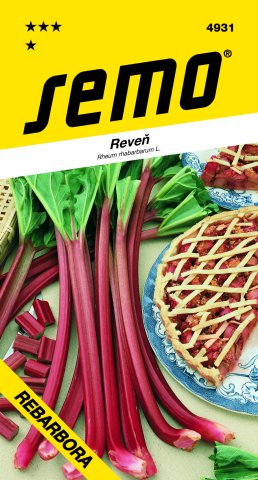 ★★★
★
4931
semo®
Reveň
Rheum rhabarbarum L.
REBARBORA